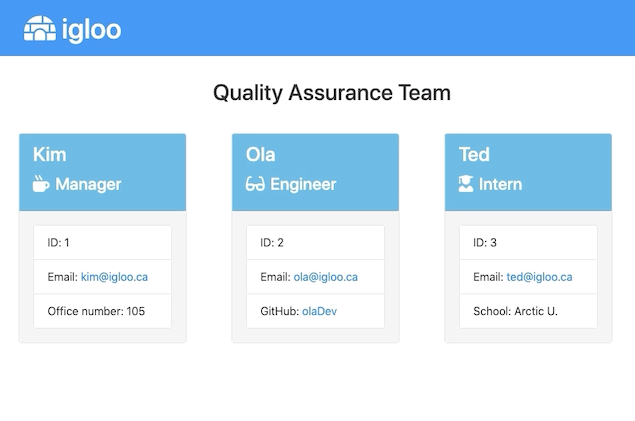 igloo
Quality Assurance Team
Kim
Manager
ID: 1
Email: kim@igloo.ca
Office number: 105
Ola
Engineer
ID: 2
Email: ola@igloo.ca
GitHub: olaDev
Ted
Intern
ID: 3
Email: ted@igloo.ca
School: Arctic U.